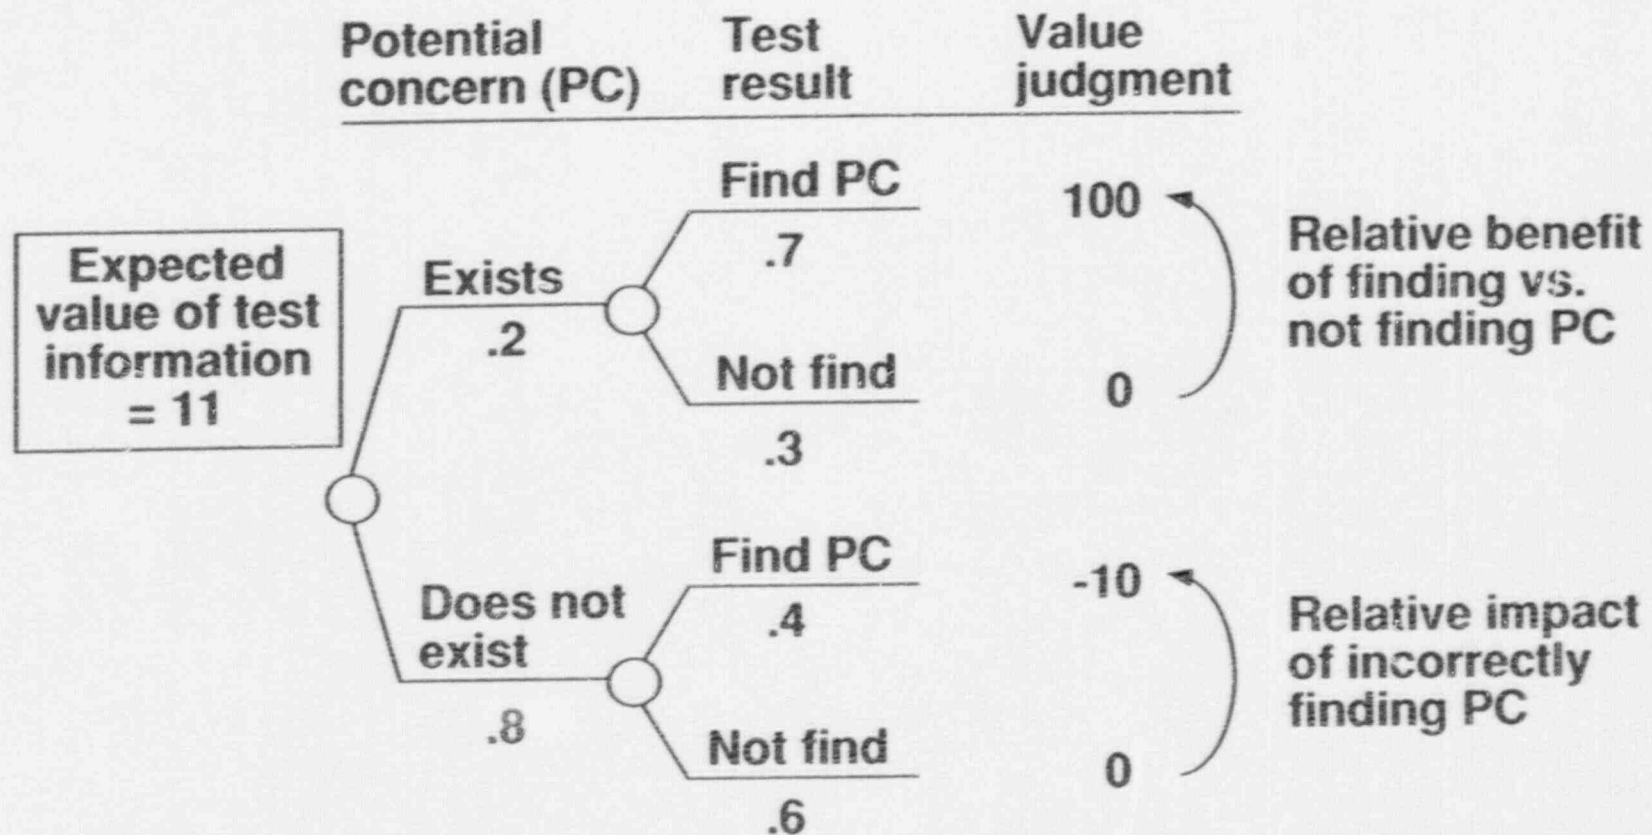 Potential
concern (PC)
Test
result
Value
judgment
Expected
value of test
information
= 11
Exists
.2
Find PC
.7
Not find
.3
100
0
Relative benefit
of finding vs.
not finding PC
Does not
exist
.8
Find PC
.4
Not find
.6
-10
0
Relative impact
of incorrectly
finding PC